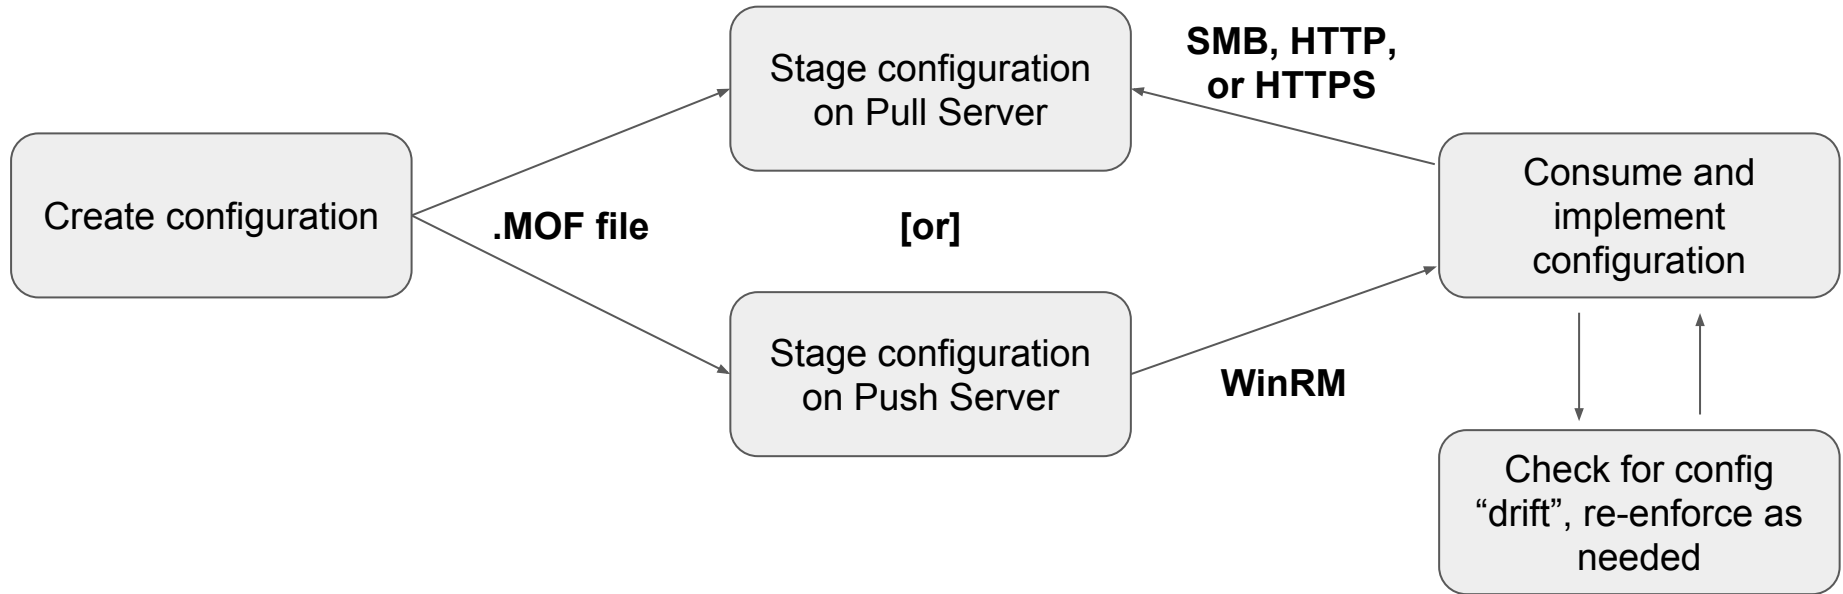 Create configuration
.MOF file
Stage configuration
on Pull Server
[or]
Stage configuration
on Push Server
SMB, HTTP,
or HTTPS
WinRM
Consume and
implement
configuration
Check for config
“drift”, re-enforce as
needed